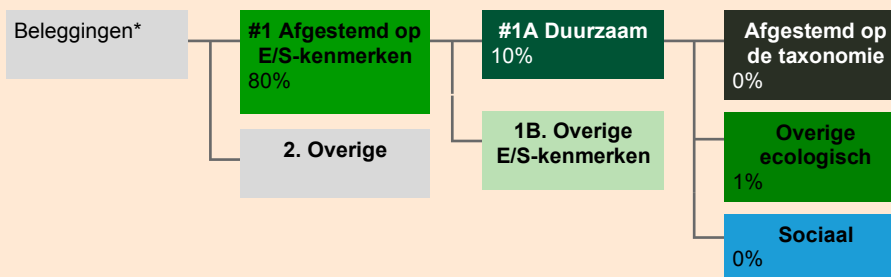 Beleggingen*
#1 Afgestemd op
E/S-kenmerken
80%
2. Overige
#1A Duurzaam
10%
1B. Overige
E/S-kenmerken
Afgestemd op
de taxonomie
0%
Overige
ecologisch
1%
Sociaal
0%